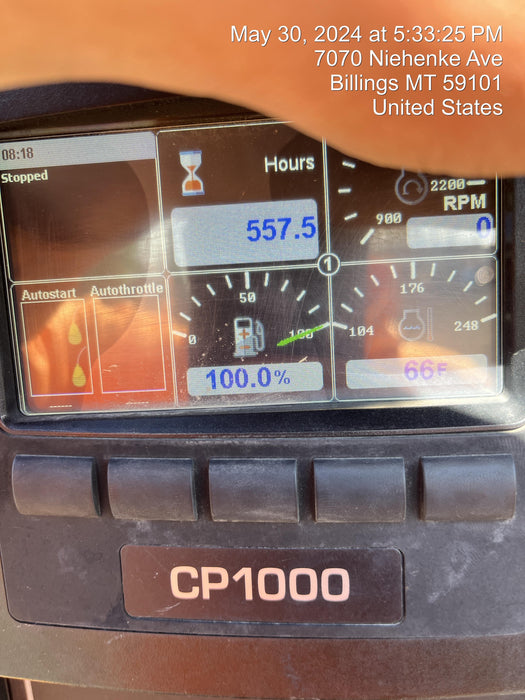 May 30, 2024 at 5:33:25 PM
7070 Niehenke Ave
Billings MT 59101
United States
08:18
Stopped
Hours
557.5
2200
RPM
900
0
1
Autostart
Autothrottle
0
50
100
100.0%
104
176
248
66F
CP1000